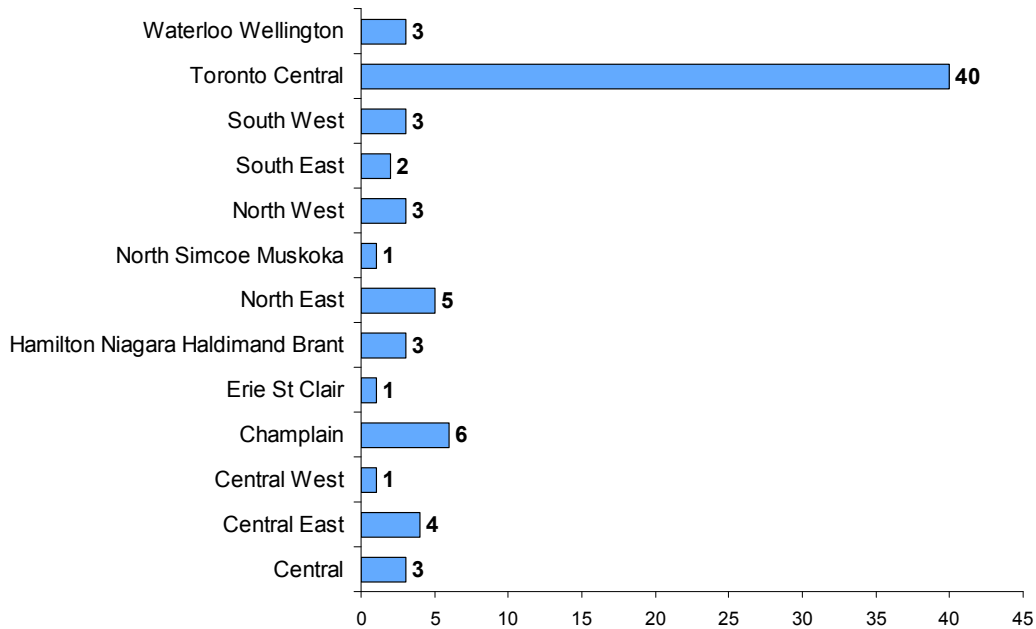 Waterloo Wellington 3
Toronto Central 40
South West 3
South East 2
North West 3
North Simcoe Muskoka 1
North East 5
Hamilton Niagara Haldimand Brant 3
Erie St Clair 1
Champlain 6
Central West 1
Central East 4
Central 3
0 5 10 15 20 25 30 35 40 45